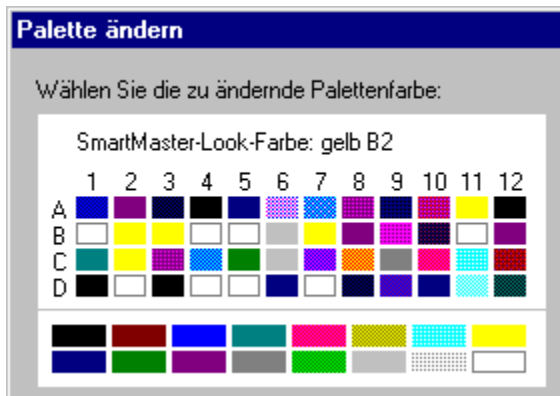 Palette ändern
Wählen Sie die zu ändernde Palettenfarbe:
SmartMaster-Look-Farbe: gelb B2
1 2 3 4 5 6 7 8 9 10 11 12
A
B
C
D